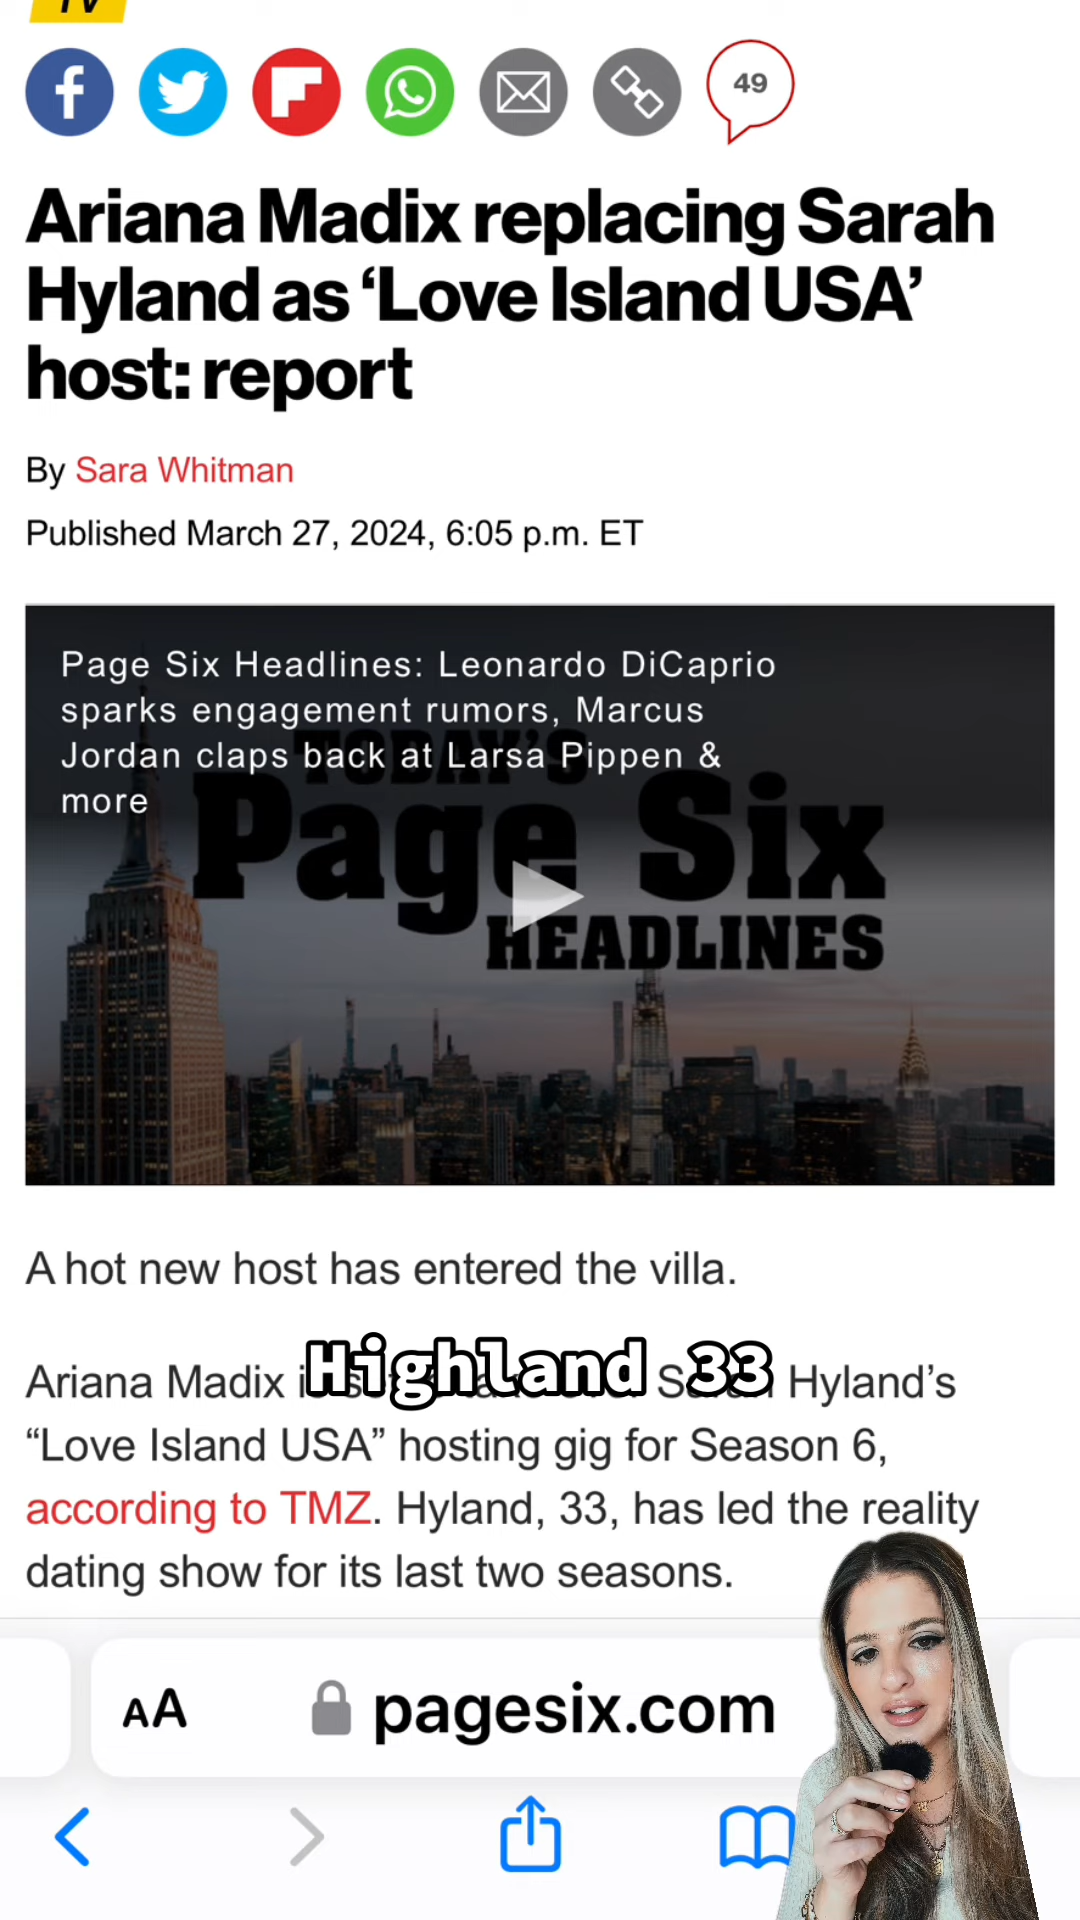 TV
49
Ariana Madix replacing Sarah
Hyland as ‘Love Island USA’
host: report
By Sara Whitman
Published March 27, 2024, 6:05 p.m. ET
Page Six Headlines: Leonardo DiCaprio
sparks engagement rumors, Marcus
Jordan claps back at Larsa Pippen &
more
TODAY'S
Page Six
HEADLINES
A hot new host has entered the villa.
Highland 33
Ariana Madix Hyland’s
“Love Island USA” hosting gig for Season 6,
according to TMZ. Hyland, 33, has led the reality
dating show for its last two seasons.
AA pagesix.com